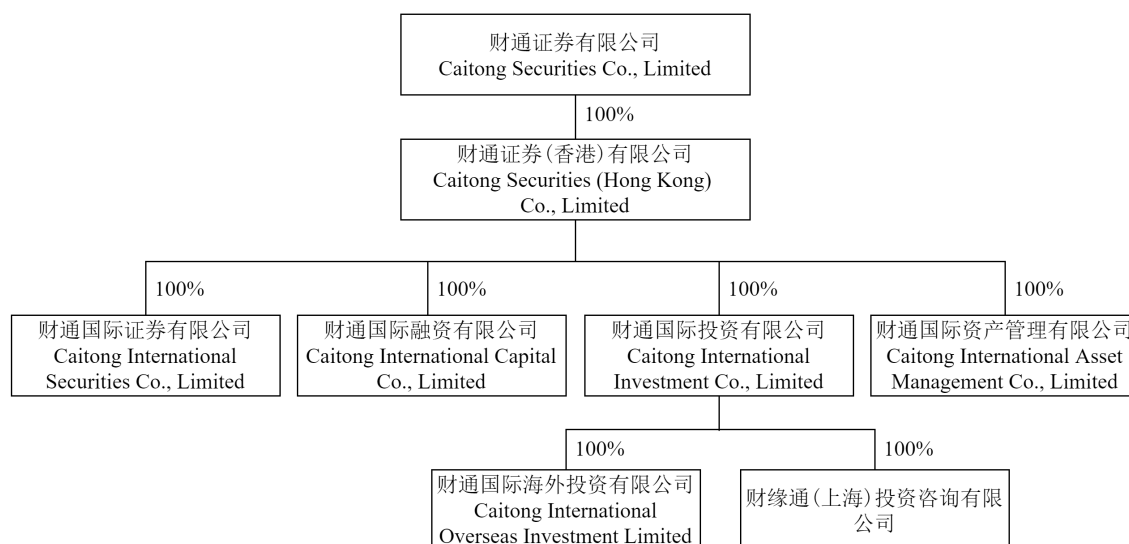 财通证券有限公司
Caitong Securities Co., Limited
100%
财通证券(香港)有限公司
Caitong Securities (Hong Kong)
Co., Limited
100%
100%
100%
100%
财通国际证券有限公司
Caitong International
Securities Co., Limited
财通国际融资有限公司
Caitong International Capital
Co., Limited
财通国际投资有限公司
Caitong International
Investment Co., Limited
财通国际资产管理有限公司
Caitong International Asset
Management Co., Limited
100%
100%
财通国际海外投资有限公司
Caitong International
Overseas Investment Limited
财缘通(上海)投资咨询有限
公司